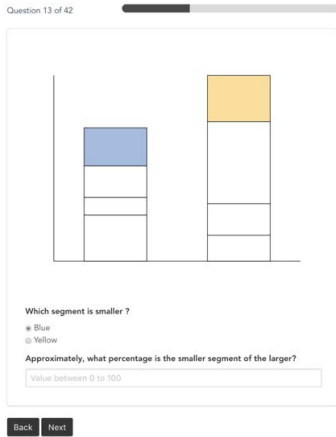 Question 13 of 42
Which segment is smaller ?
Blue
Yellow
Approximately, what percentage is the smaller segment of the larger?
Value between 0 to 100
Back Next